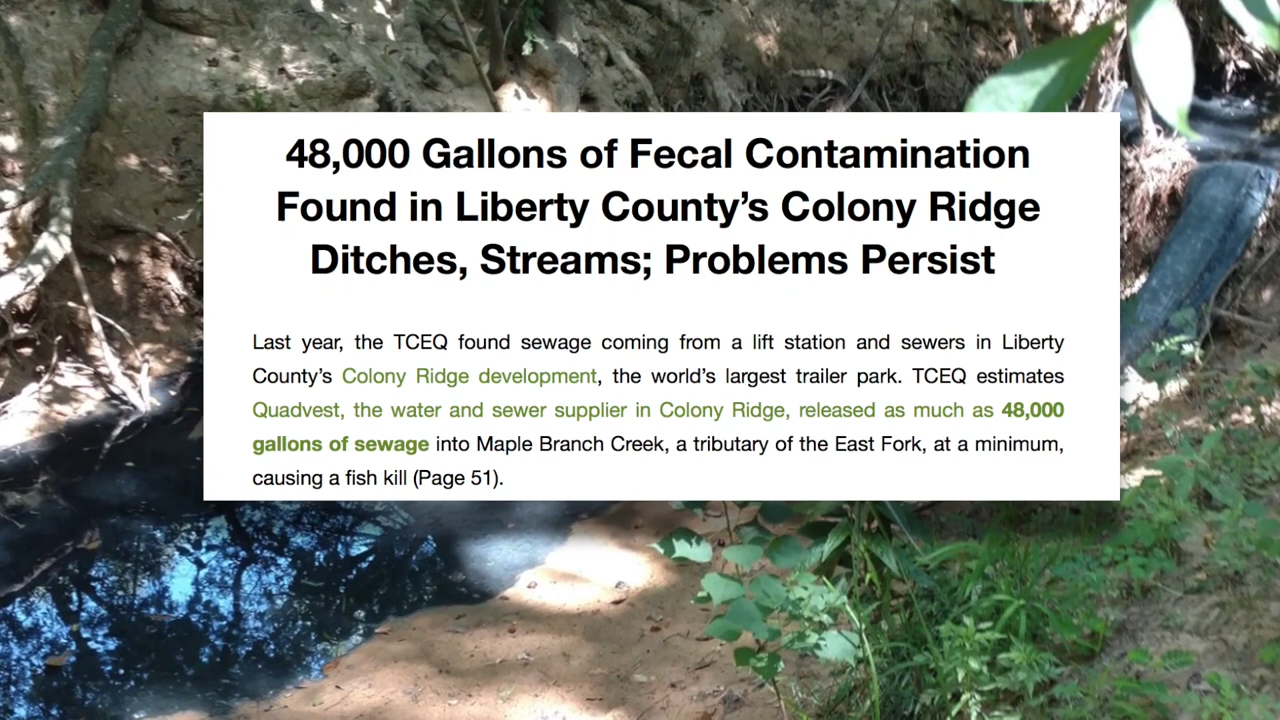 48,000 Gallons of Fecal Contamination
Found in Liberty County’s Colony Ridge
Ditches, Streams; Problems Persist
Last year, the TCEQ found sewage coming from a lift station and sewers in Liberty
County’s Colony Ridge development, the world’s largest trailer park. TCEQ estimates
Quadvest, the water and sewer supplier in Colony Ridge, released as much as 48,000
gallons of sewage into Maple Branch Creek, a tributary of the East Fork, at a minimum,
causing a fish kill (Page 51).